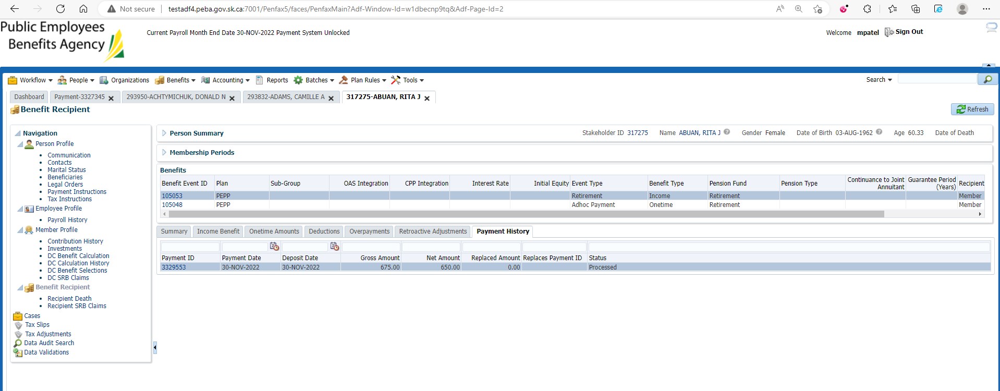 Not secure
testadf4.peba.gov.sk.ca:7001/Penfax5/faces/PenfaxMain?Adf-Window-Id=w1dbecnp9tq&Adf-Page-Id=2
Public Employees
Benefits Agency
Current Payroll Month End Date 30-NOV-2022 Payment System Unlocked
Welcome mpatel Sign Out
Workflow People Organizations Benefits Accounting Reports Batches Plan Rules Tools Search
Dashboard Payment-3327345 293950-ACHTYMICHUK, DONALD N 293832-ADAMS, CAMILLE A 317275-ABUAN, RITA J
Benefit Recipient
Refresh
Navigation
Person Profile
Communication
Contacts
Marital Status
Beneficiaries
Legal Orders
Payment Instructions
Tax Instructions
Employee Profile
Payroll History
Member Profile
Contribution History
Investments
DC Benefit Calculation
DC Calculation History
DC Benefit Selections
DC SRB Claims
Benefit Recipient
Recipient Death
Recipient SRB Claims
Cases
Tax Slips
Tax Adjustments
Data Audit Search
Data Validations
Person Summary Stakeholder ID 317275 Name ABUAN, RITA J Gender Female Date of Birth 03-AUG-1962 Age 60.33 Date of Death
Membership Periods
Benefits
Benefit Event ID Plan Sub-Group OAS Integration CPP Integration Interest Rate Initial Equity Event Type Benefit Type Pension Fund Pension Type Continuance to Joint Annuitant Guarantee Period (Years) Recipient
105053 PEPP Retirement Income Retirement Member
105048 PEPP Adhoc Payment Onetime Retirement Member
Summary Income Benefit Onetime Amounts Deductions Overpayments Retroactive Adjustments Payment History
Payment ID Payment Date Deposit Date Gross Amount Net Amount Replaced Amount Replaces Payment ID Status
3329553 30-NOV-2022 30-NOV-2022 675.00 650.00 0.00 Processed